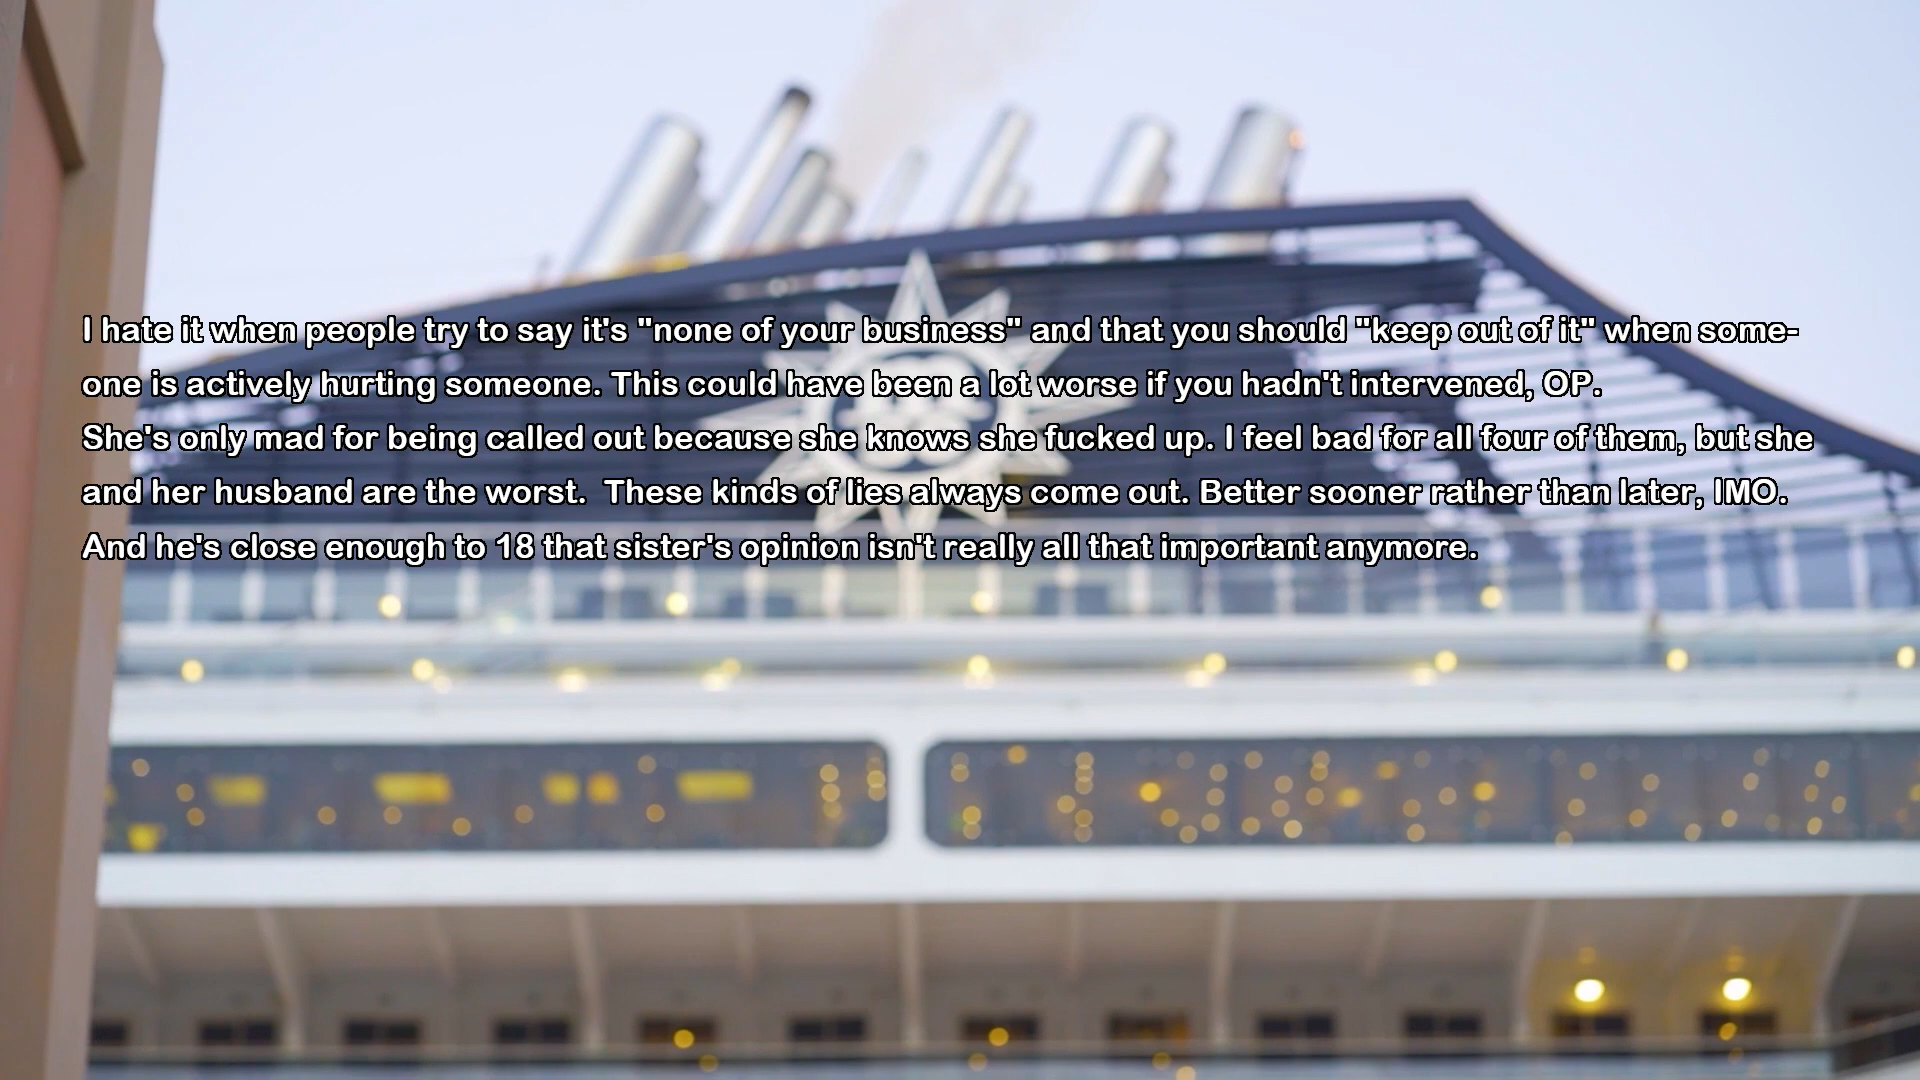 I hate it when people try to say it's "none of your business" and that you should "keep out of it" when some-
one is actively hurting someone. This could have been a lot worse if you hadn't intervened, OP.
She's only mad for being called out because she knows she fucked up. I feel bad for all four of them, but she
and her husband are the worst.  These kinds of lies always come out. Better sooner rather than later, IMO.
And he's close enough to 18 that sister's opinion isn't really all that important anymore.